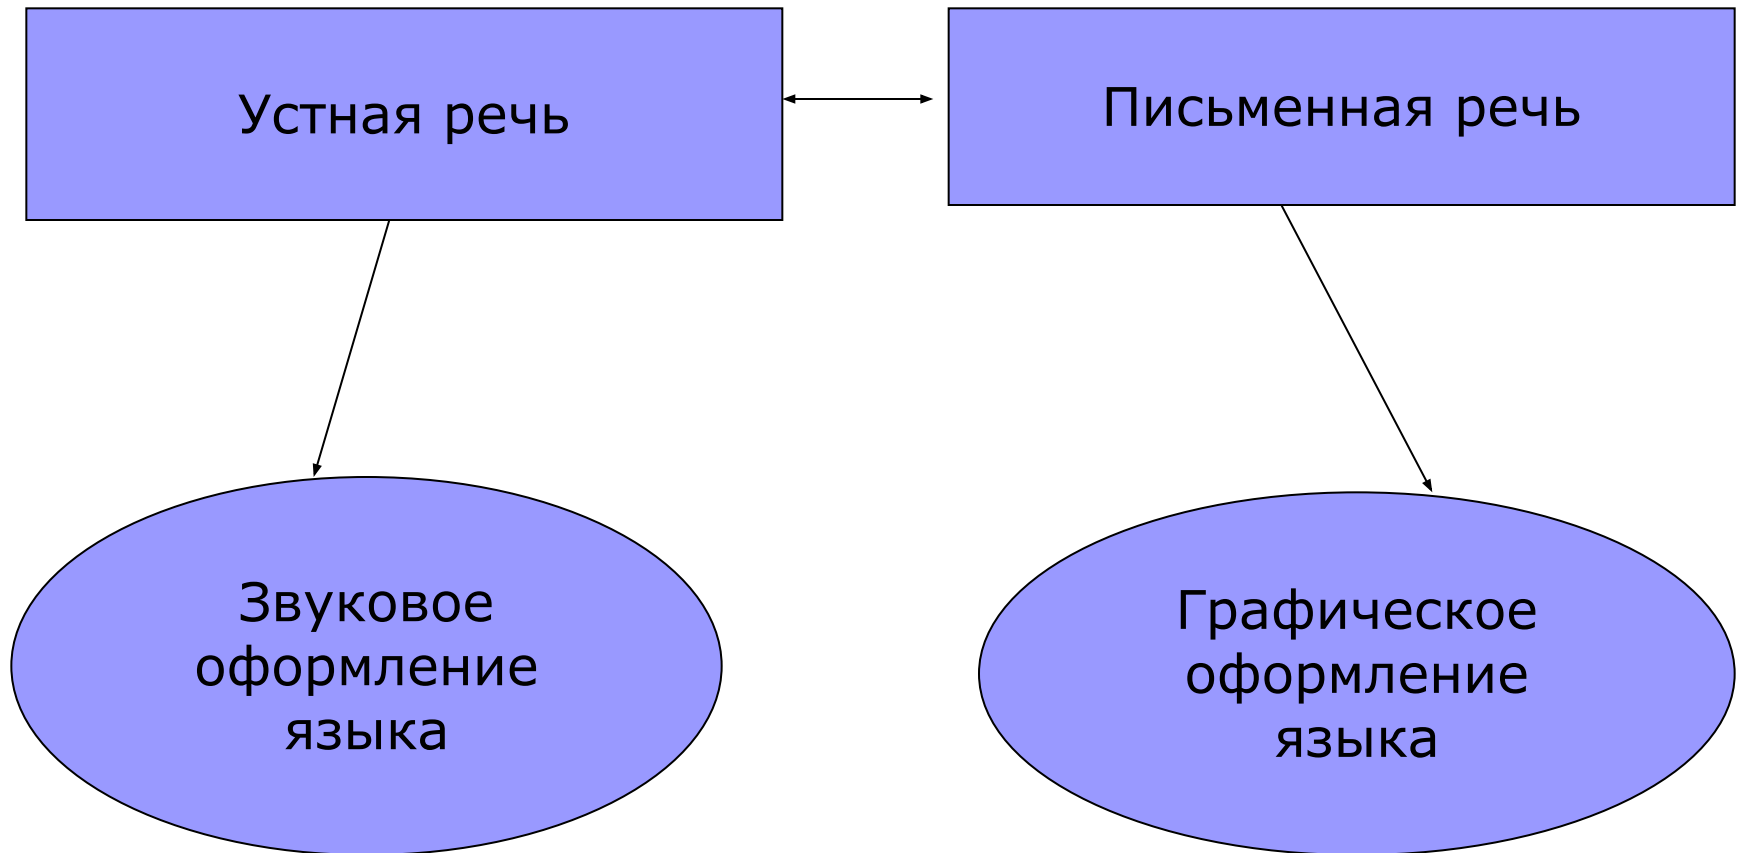 Устная речь
Письменная речь
Звуковое
оформление
языка
Графическое
оформление
языка